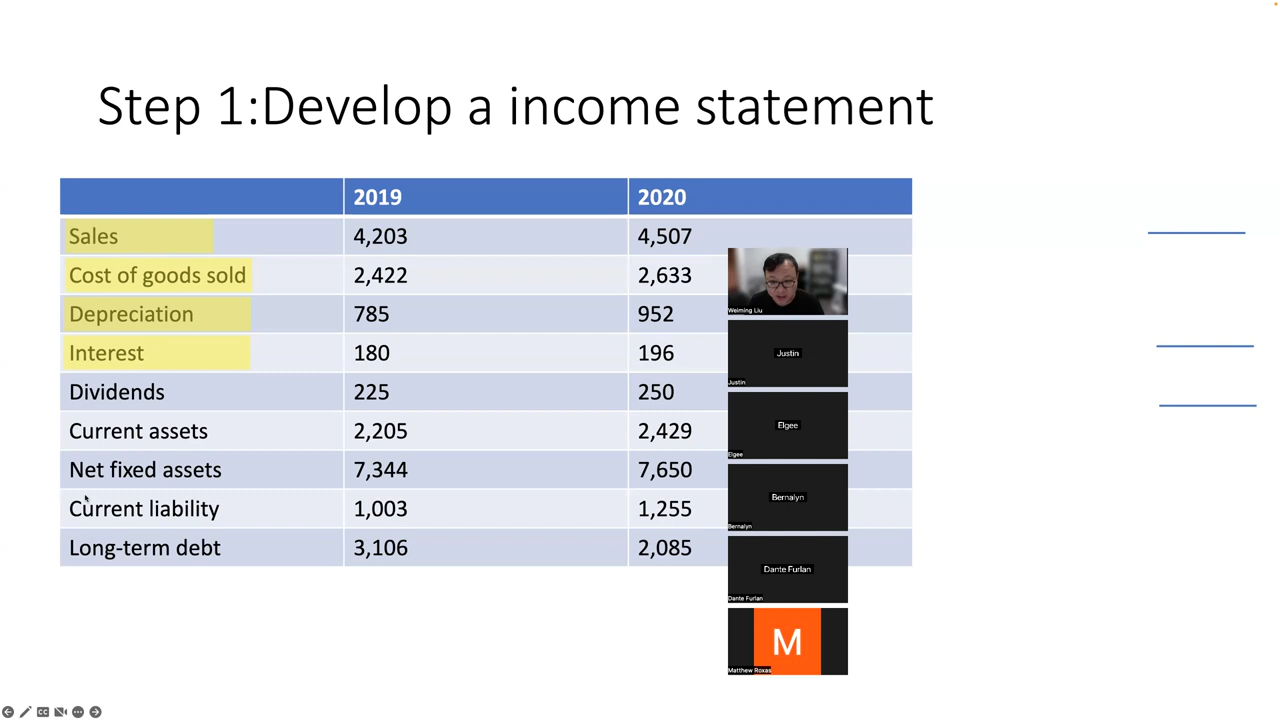 Step 1:Develop a income statement
2019 2020
Sales 4,203 4,507
Cost of goods sold 2,422 2,633
Depreciation 785 952
Interest 180 196
Dividends 225 250
Current assets 2,205 2,429
Net fixed assets 7,344 7,650
Current liability 1,003 1,255
Long-term debt 3,106 2,085
Weiming Liu
Justin
Justin
Elgee
Elgee
Bernalyn
Bernalyn
Dante Furlan
Dante Furlan
M
Matthew Roxas
CC